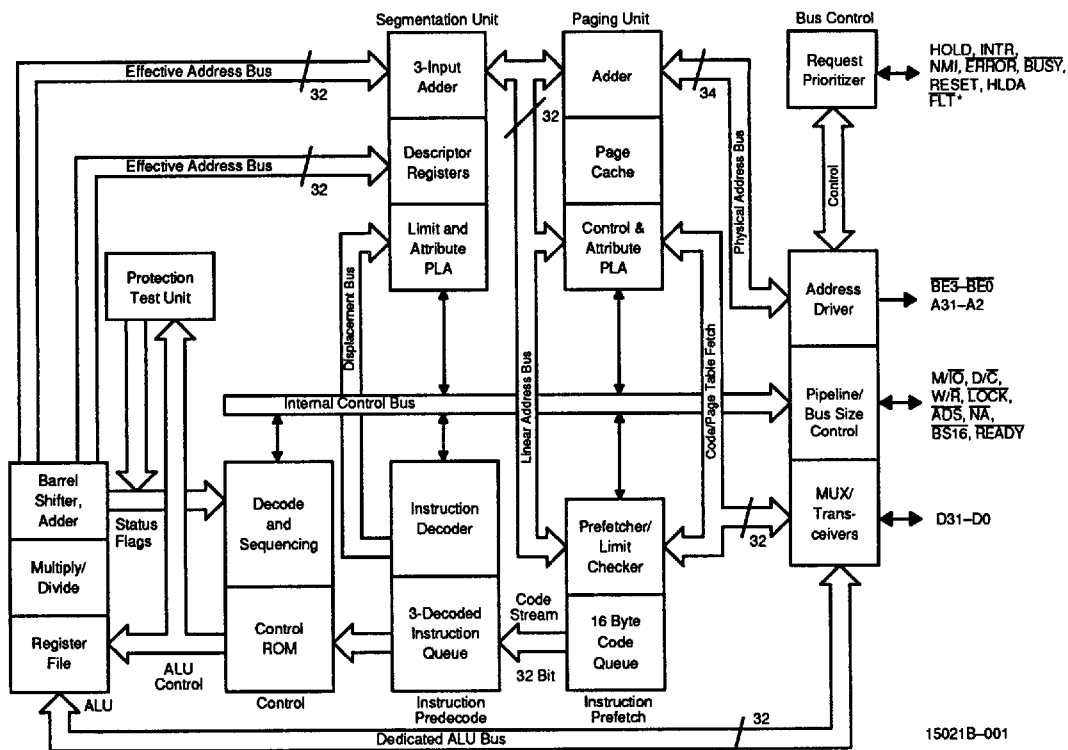 Segmentation Unit
Paging Unit
Bus Control
Effective Address Bus
32
3-Input
Adder
Adder
32
34
Request
Prioritizer
HOLD, INTR,
NMI, ERROR, BUSY,
RESET, HLDA
FLT*
Effective Address Bus
32
Descriptor
Registers
Page
Cache
Physical Address Bus
Control
Limit and
Attribute
PLA
Control &
Attribute
PLA
Protection
Test Unit
Displacement Bus
Linear Address Bus
Code/Page Table Fetch
Address
Driver
BE3–BE0
A31–A2
Internal Control Bus
Pipeline/
Bus Size
Control
M/IO, D/C,
W/R, LOCK,
ADS, NA,
BS16, READY
Barrel
Shifter,
Adder
Status
Flags
Decode
and
Sequencing
Instruction
Decoder
Prefetcher/
Limit
Checker
32
MUX/
Trans-
ceivers
D31–D0
Multiply/
Divide
Register
File
ALU
Control
Control
ROM
3-Decoded
Instruction
Queue
Code
Stream
32 Bit
16 Byte
Code
Queue
ALU
Control
Instruction
Predecode
Instruction
Prefetch
Dedicated ALU Bus
32
15021B–001